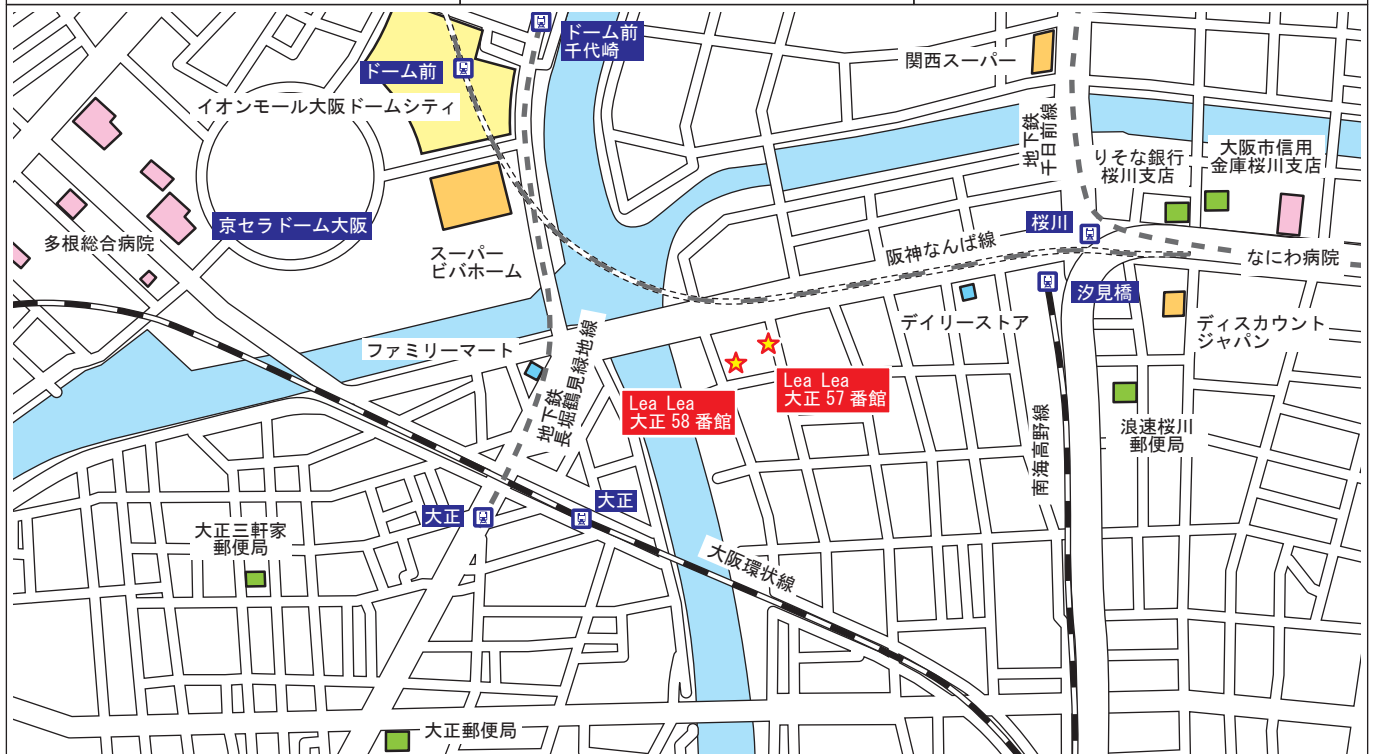 ドーム前
千代崎
関西スーパー
ドーム前
イオンモール大阪ドームシティ
地下鉄
千日前線
りそな銀行
桜川支店
大阪市信用
金庫桜川支店
京セラドーム大阪
多根総合病院
スーパー
ビバホーム
桜川
阪神なんば線
なにわ病院
汐見橋
デイリーストア
ディスカウント
ジャパン
ファミリーマート
地下鉄
長堀鶴見緑地線
Lea Lea
大正 57 番館
Lea Lea
大正 58 番館
浪速桜川
郵便局
南海高野線
大正
大正
大正三軒家
郵便局
大阪環状線
大正郵便局